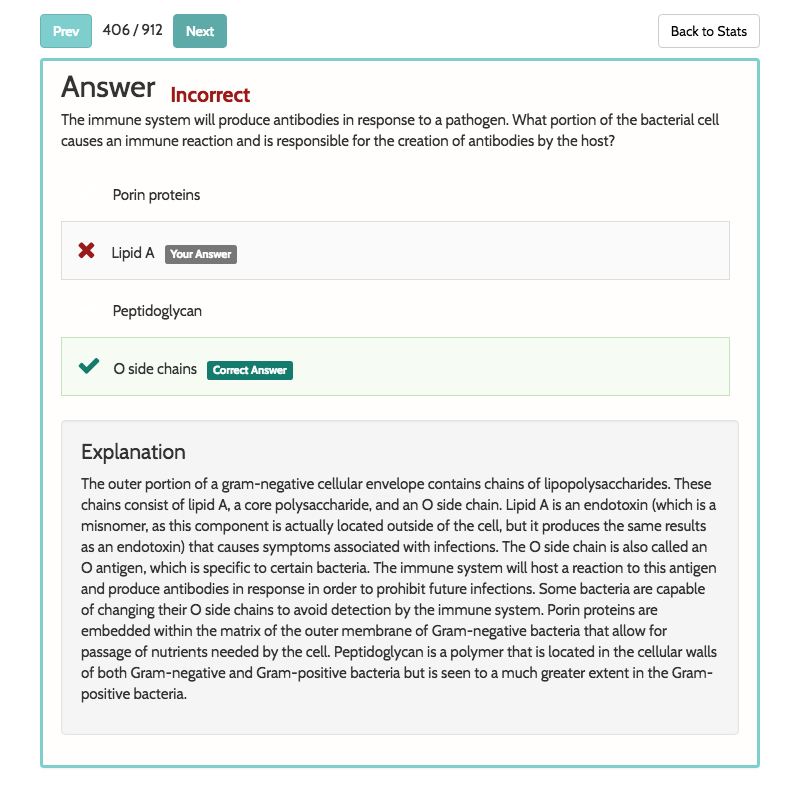 Prev 406 / 912 Next Back to Stats
Answer Incorrect
The immune system will produce antibodies in response to a pathogen. What portion of the bacterial cell
causes an immune reaction and is responsible for the creation of antibodies by the host?
Porin proteins
Lipid A Your Answer
Peptidoglycan
O side chains Correct Answer
Explanation
The outer portion of a gram-negative cellular envelope contains chains of lipopolysaccharides. These
chains consist of lipid A, a core polysaccharide, and an O side chain. Lipid A is an endotoxin (which is a
misnomer, as this component is actually located outside of the cell, but it produces the same results
as an endotoxin) that causes symptoms associated with infections. The O side chain is also called an
O antigen, which is specific to certain bacteria. The immune system will host a reaction to this antigen
and produce antibodies in response in order to prohibit future infections. Some bacteria are capable
of changing their O side chains to avoid detection by the immune system. Porin proteins are
embedded within the matrix of the outer membrane of Gram-negative bacteria that allow for
passage of nutrients needed by the cell. Peptidoglycan is a polymer that is located in the cellular walls
of both Gram-negative and Gram-positive bacteria but is seen to a much greater extent in the Gram-
positive bacteria.